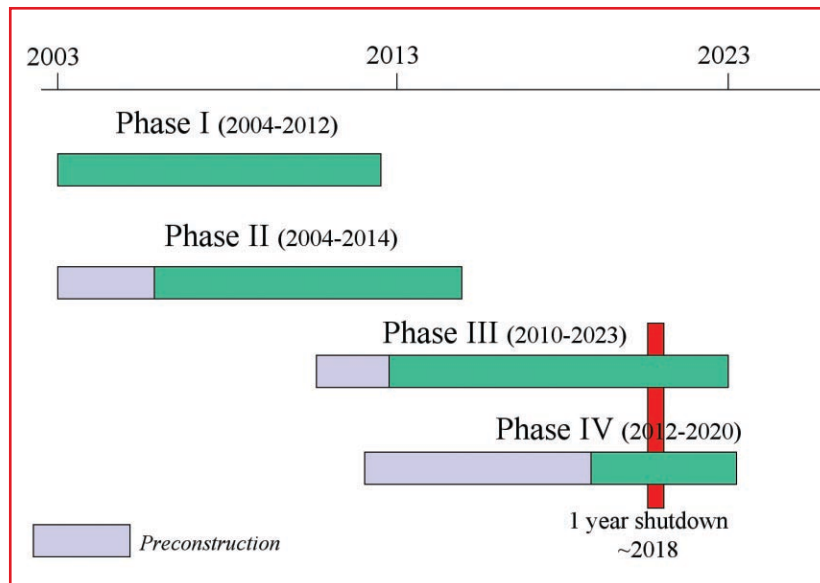 2003 2013 2023
Phase I (2004-2012)
Phase II (2004-2014)
Phase III (2010-2023)
Phase IV (2012-2020)
1 year shutdown
~2018
Preconstruction